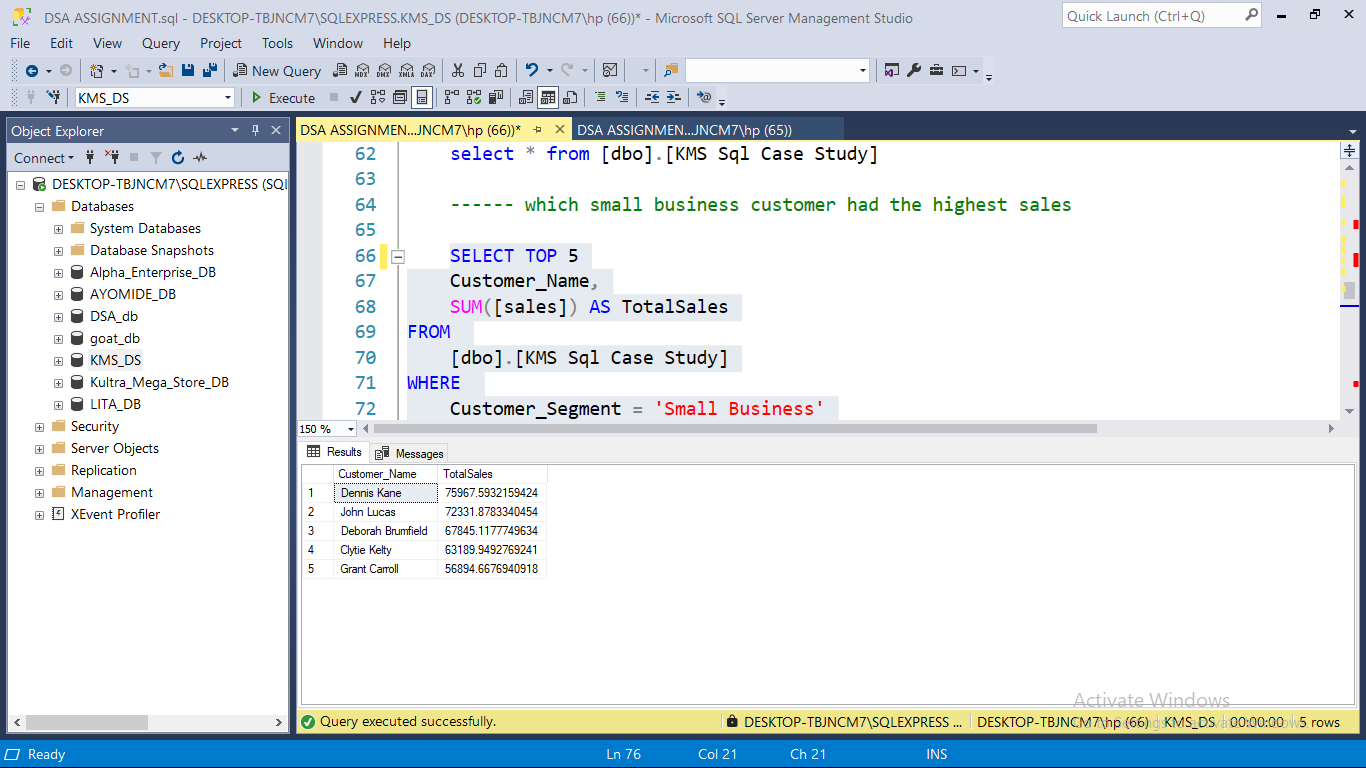 DSA ASSIGNMENT.sql - DESKTOP-TBJNCM7\SQLEXPRESS.KMS_DS (DESKTOP-TBJNCM7\hp (66))* - Microsoft SQL Server Management Studio
Quick Launch (Ctrl+Q)
File Edit View Query Project Tools Window Help
New Query MDX DMX XMLA DAX
KMS_DS Execute
Object Explorer
Connect
DESKTOP-TBJNCM7\SQLEXPRESS (SQl
Databases
System Databases
Database Snapshots
Alpha_Enterprise_DB
AYOMIDE_DB
DSA_db
goat_db
KMS_DS
Kultra_Mega_Store_DB
LITA_DB
Security
Server Objects
Replication
Management
XEvent Profiler
DSA ASSIGNMEN...JNCM7\hp (66))* DSA ASSIGNMEN...JNCM7\hp (65))
62 select * from [dbo].[KMS Sql Case Study]
63
64 ------ which small business customer had the highest sales
65
66 SELECT TOP 5
67 Customer_Name,
68 SUM([sales]) AS TotalSales
69 FROM
70 [dbo].[KMS Sql Case Study]
71 WHERE
72 Customer_Segment = 'Small Business'
150 %
Results Messages
Customer_Name TotalSales
1 Dennis Kane 75967.5932159424
2 John Lucas 72331.8783340454
3 Deborah Brumfield 67845.1177749634
4 Clytie Kelty 63189.9492769241
5 Grant Carroll 56894.6676940918
Activate Windows
Query executed successfully. DESKTOP-TBJNCM7\SQLEXPRESS ... DESKTOP-TBJNCM7\hp (66) KMS_DS 00:00:00 5 rows
Ready Ln 76 Col 21 Ch 21 INS